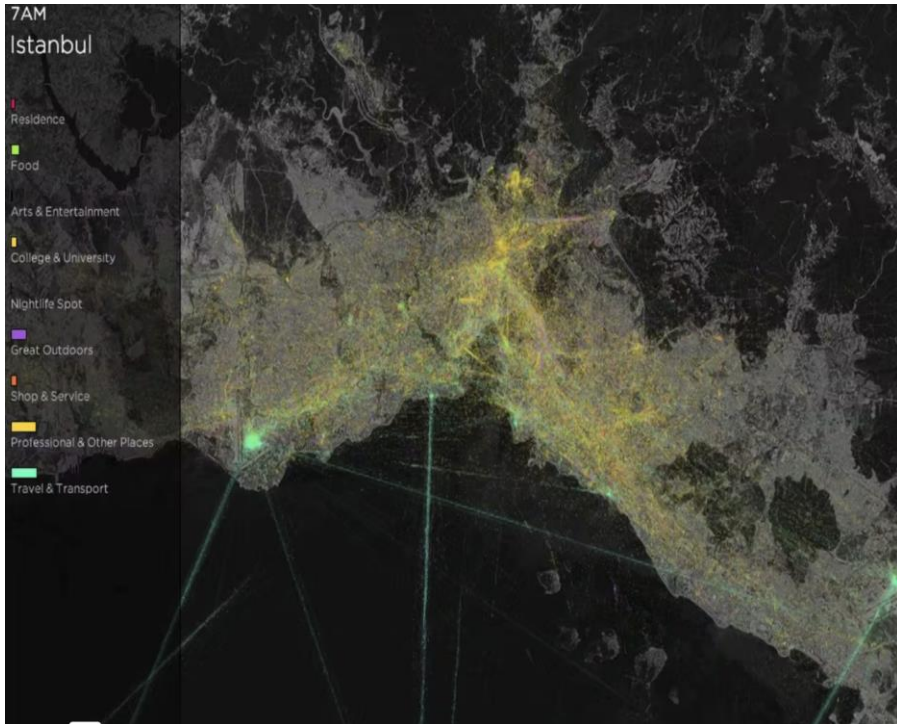 7AM
Istanbul
Residence
Food
Arts & Entertainment
College & University
Nightlife Spot
Great Outdoors
Shop & Service
Professional & Other Places
Travel & Transport